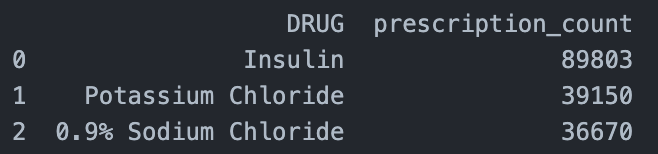 DRUG prescription_count
0 Insulin 89803
1 Potassium Chloride 39150
2 0.9% Sodium Chloride 36670